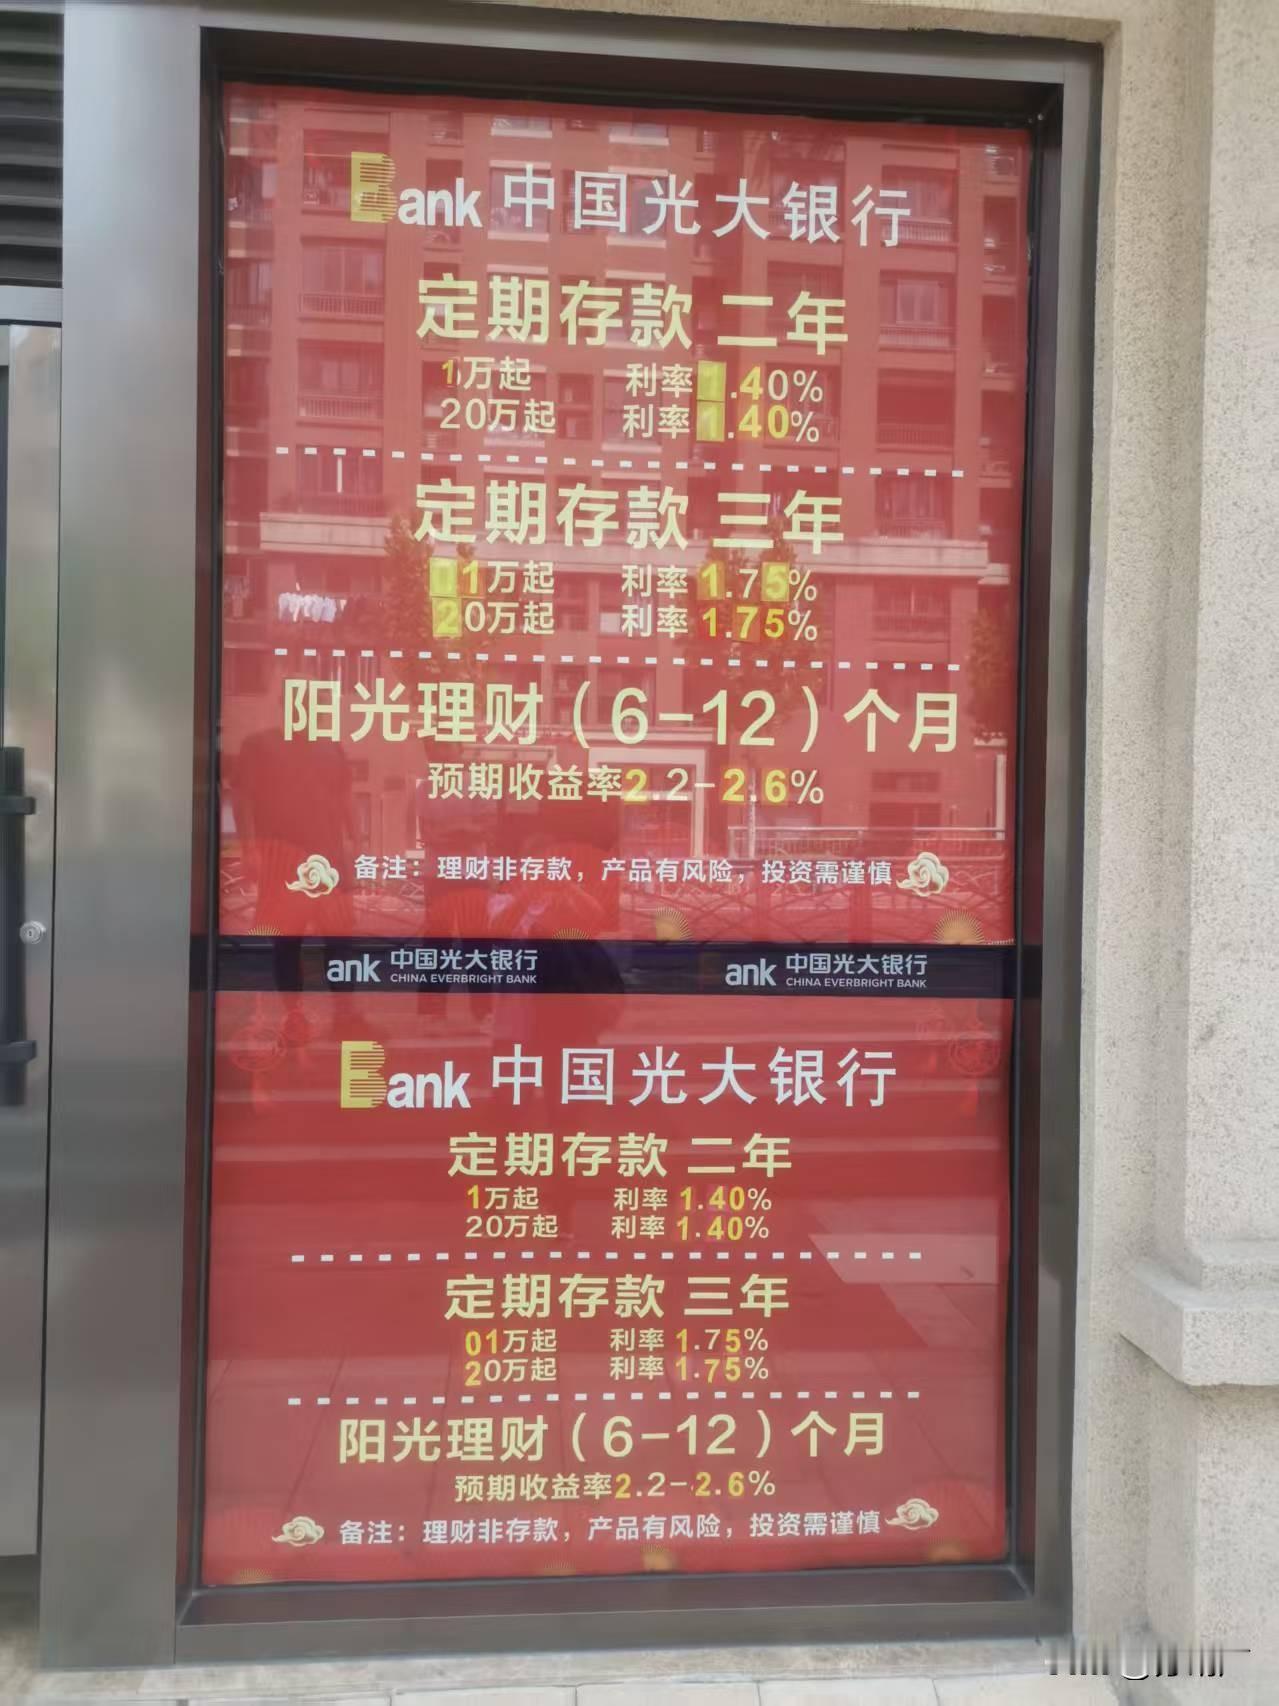 Bank 中国光大银行
定期存款 二年
1万起 利率1.40%
20万起 利率1.40%
定期存款 三年
01万起 利率1.75%
20万起 利率1.75%
阳光理财（6-12）个月
预期收益率2.2-2.6%
备注：理财非存款，产品有风险，投资需谨慎
ank 中国光大银行 CHINA EVERBRIGHT BANK
ank 中国光大银行 CHINA EVERBRIGHT BANK
Bank 中国光大银行
定期存款 二年
1万起 利率 1.40%
20万起 利率 1.40%
定期存款 三年
01万起 利率 1.75%
20万起 利率 1.75%
阳光理财（6-12）个月
预期收益率2.2-2.6%
备注：理财非存款，产品有风险，投资需谨慎